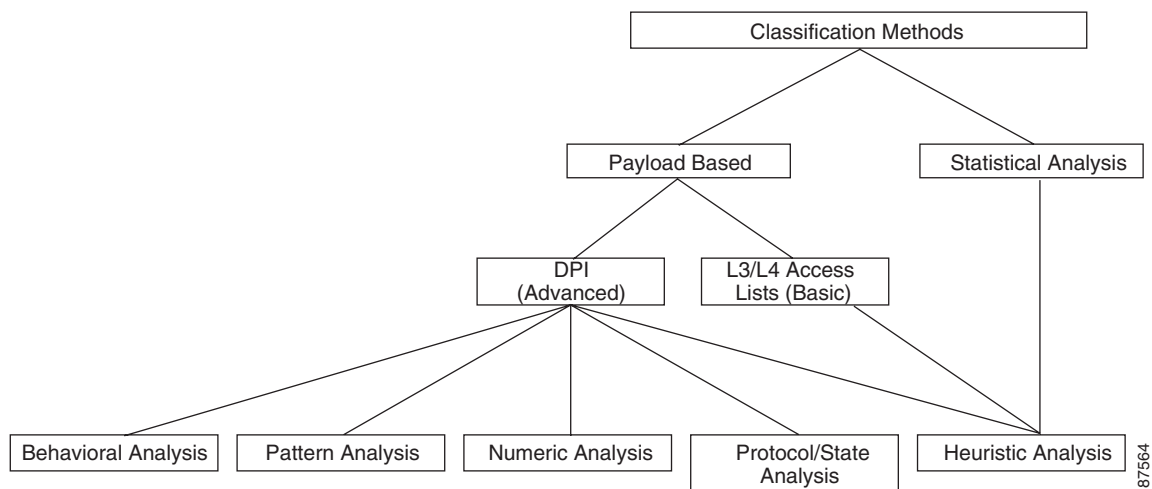 Classification Methods
Payload Based
Statistical Analysis
DPI
(Advanced)
L3/L4 Access
Lists (Basic)
Behavioral Analysis
Pattern Analysis
Numeric Analysis
Protocol/State
Analysis
Heuristic Analysis
87564